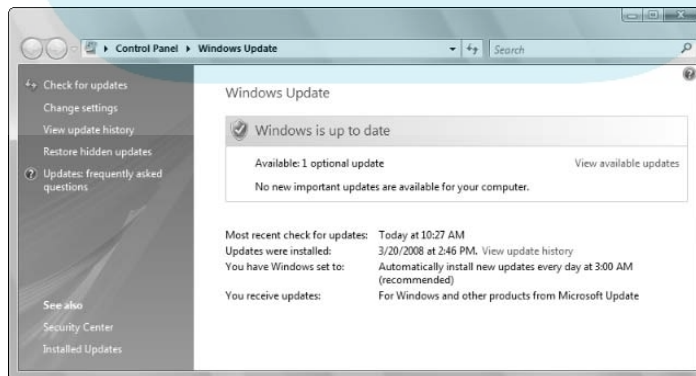 Control Panel ▸ Windows Update
Search
Check for updates
Change settings
View update history
Restore hidden updates
Updates: frequently asked
questions
See also
Security Center
Installed Updates
Windows Update
Windows is up to date
Available: 1 optional update View available updates
No new important updates are available for your computer.
Most recent check for updates: Today at 10:27 AM
Updates were installed: 3/20/2008 at 2:46 PM. View update history
You have Windows set to: Automatically install new updates every day at 3:00 AM
(recommended)
You receive updates: For Windows and other products from Microsoft Update